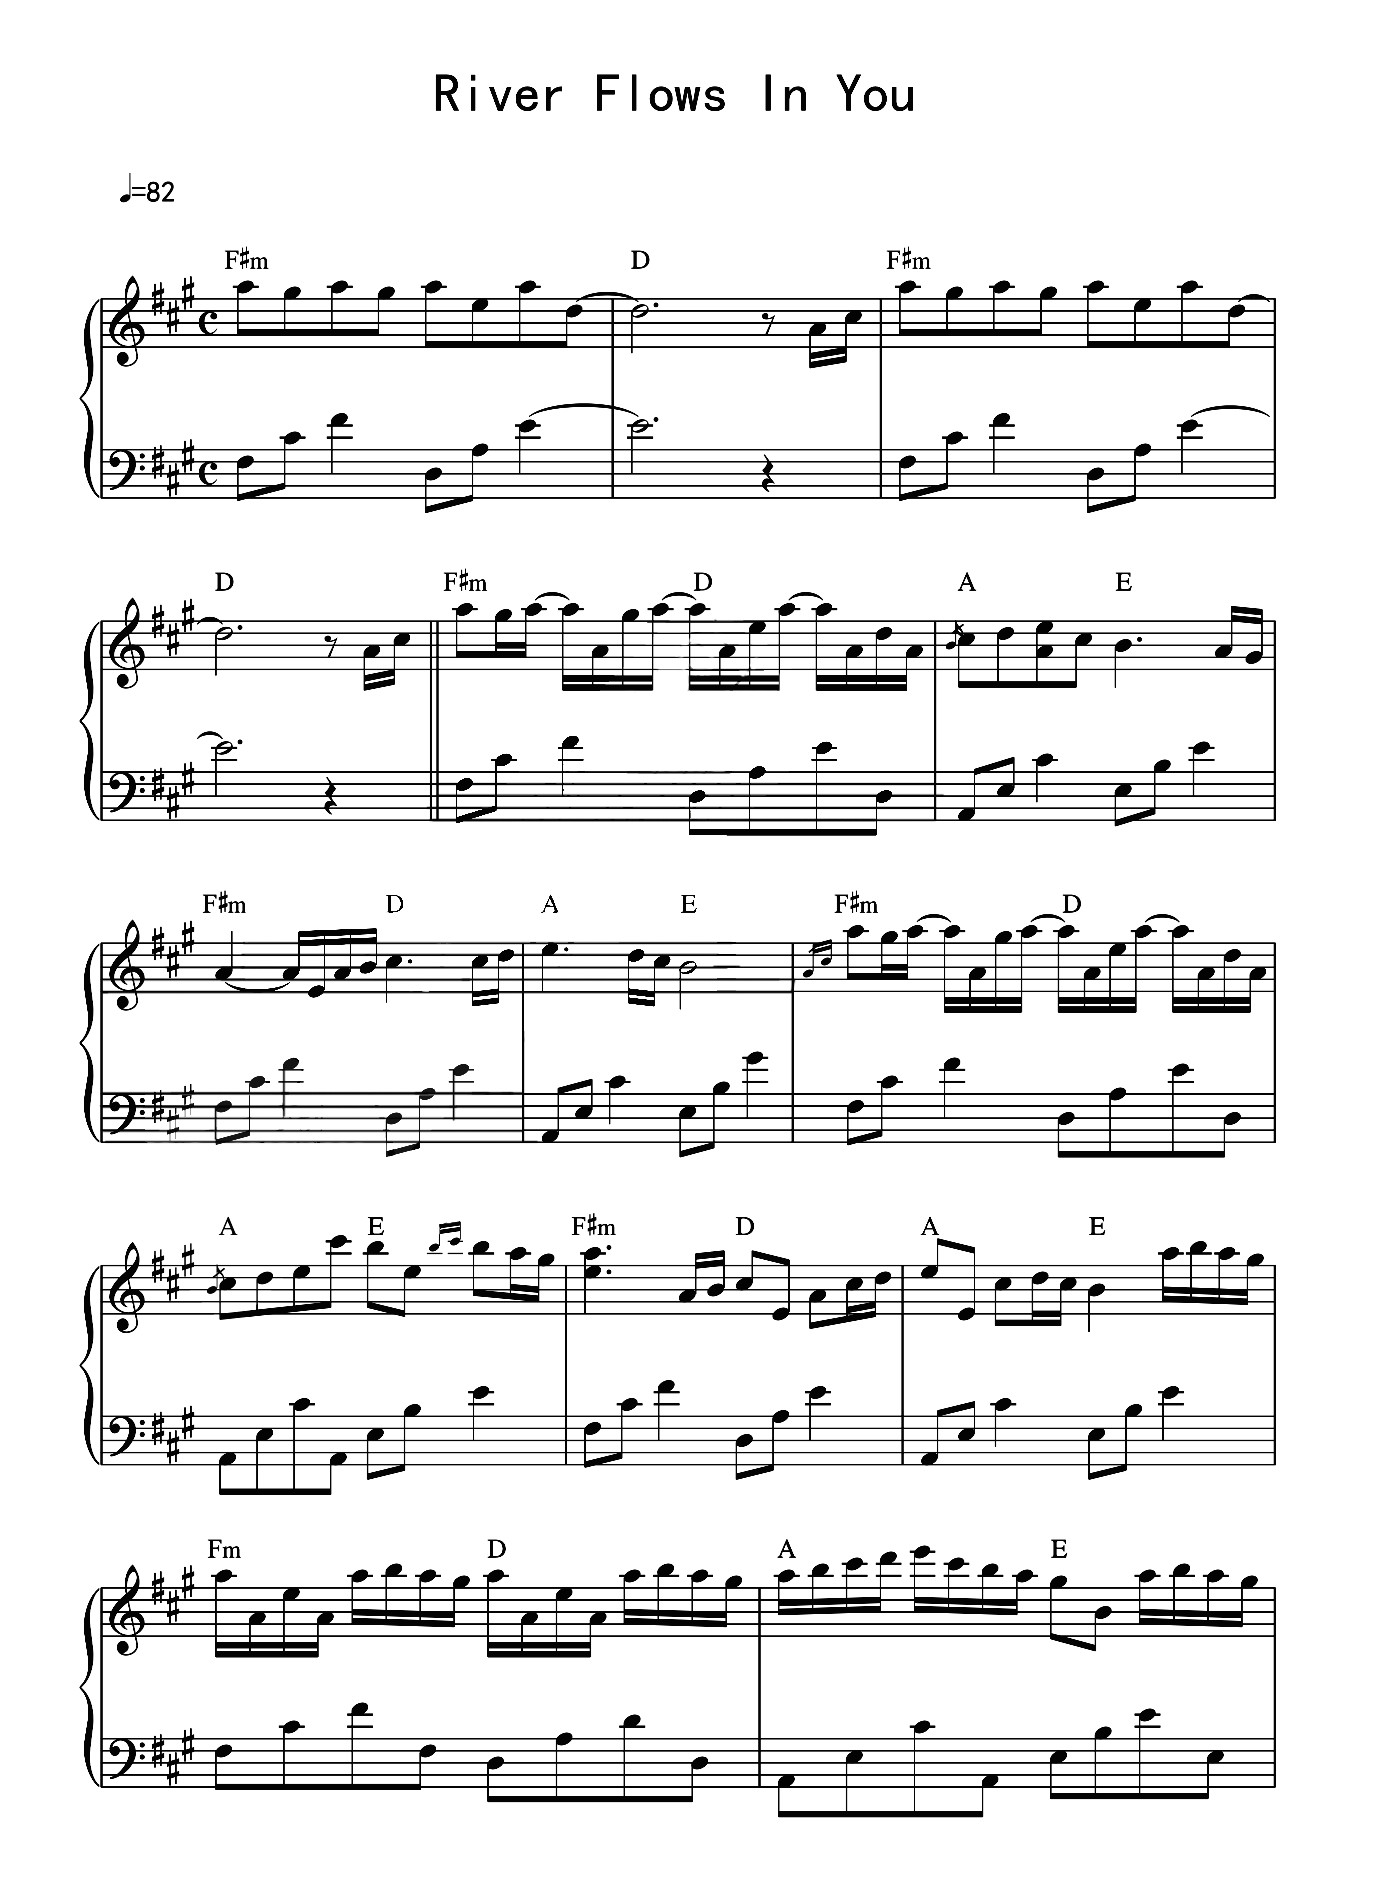 River Flows In You
♩=82
F♯m D F♯m
D F♯m D A E
F♯m D A E F♯m D
A E F♯m D A E
Fm D A E